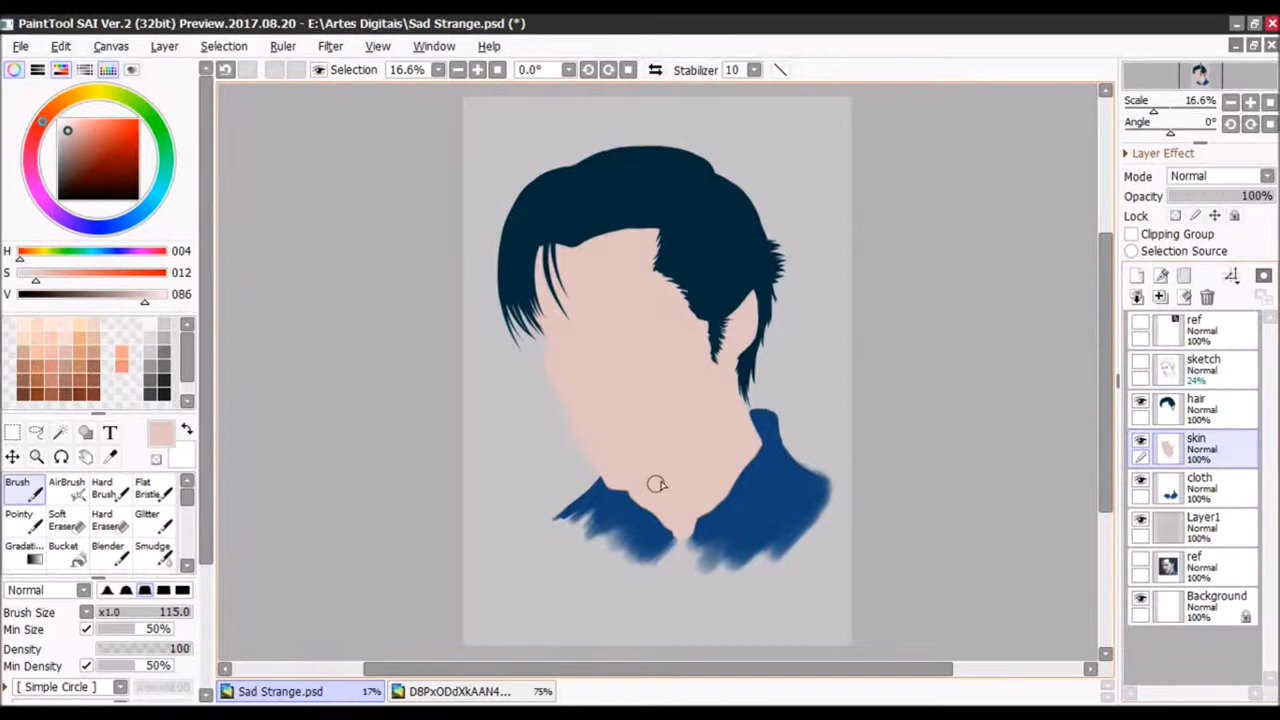 PaintTool SAI Ver.2 (32bit) Preview.2017.08.20 - E:\Artes Digitais\Sad Strange.psd (*)
File Edit Canvas Layer Selection Ruler Filter View Window Help
Selection 16.6% 0.0° Stabilizer 10
Scale 16.6%
Angle 0°
Layer Effect
Mode Normal
Opacity 100%
Lock
Clipping Group
Selection Source
H 004
S 012
V 086
T
Brush AirBrush Hard Brush Flat Bristle
Pointy Soft Eraser Hard Eraser Glitter
Gradati... Bucket Blender Smudge
Normal
Brush Size x1.0 115.0
Min Size 50%
Density 100
Min Density 50%
[ Simple Circle ]
ref
Normal
100%
sketch
Normal
24%
hair
Normal
100%
skin
Normal
100%
cloth
Normal
100%
Layer1
Normal
100%
ref
Normal
100%
Background
Normal
100%
Sad Strange.psd 17% D8PxODdXkAAN4... 75%